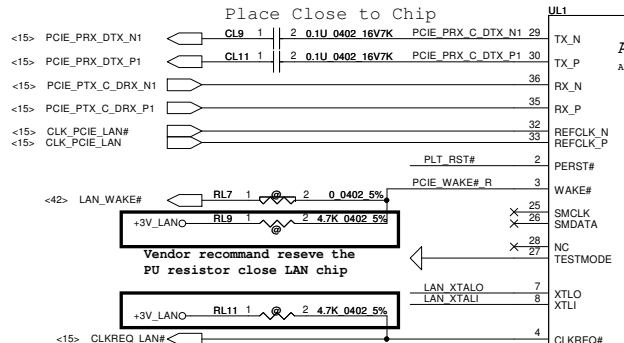 Place Close to Chip
UL1
<15> PCIE_PRX_DTX_N1 CL9 1 2 0.1U_0402_16V7K PCIE_PRX_C_DTX_N1 29 TX_N
<15> PCIE_PRX_DTX_P1 CL11 1 2 0.1U_0402_16V7K PCIE_PRX_C_DTX_P1 30 TX_P
<15> PCIE_PTX_C_DRX_N1 36 RX_N
<15> PCIE_PTX_C_DRX_P1 35 RX_P
<15> CLK_PCIE_LAN# 32 REFCLK_N
<15> CLK_PCIE_LAN 33 REFCLK_P
PLT_RST# 2 PERST#
PCIE_WAKE#_R 3 WAKE#
<42> LAN_WAKE# RL7 1 @ 2 0_0402_5%
+3V_LAN RL9 1 @ 2 4.7K_0402_5%
25 SMCLK
26 SMDATA
28 NC
27 TESTMODE
Vendor recommand reseve the
PU resistor close LAN chip
LAN_XTALO 7 XTLO
LAN_XTALI 8 XTLI
+3V_LAN RL11 1 @ 2 4.7K_0402_5%
<15> CLKREQ_LAN# 4 CLKREQ#